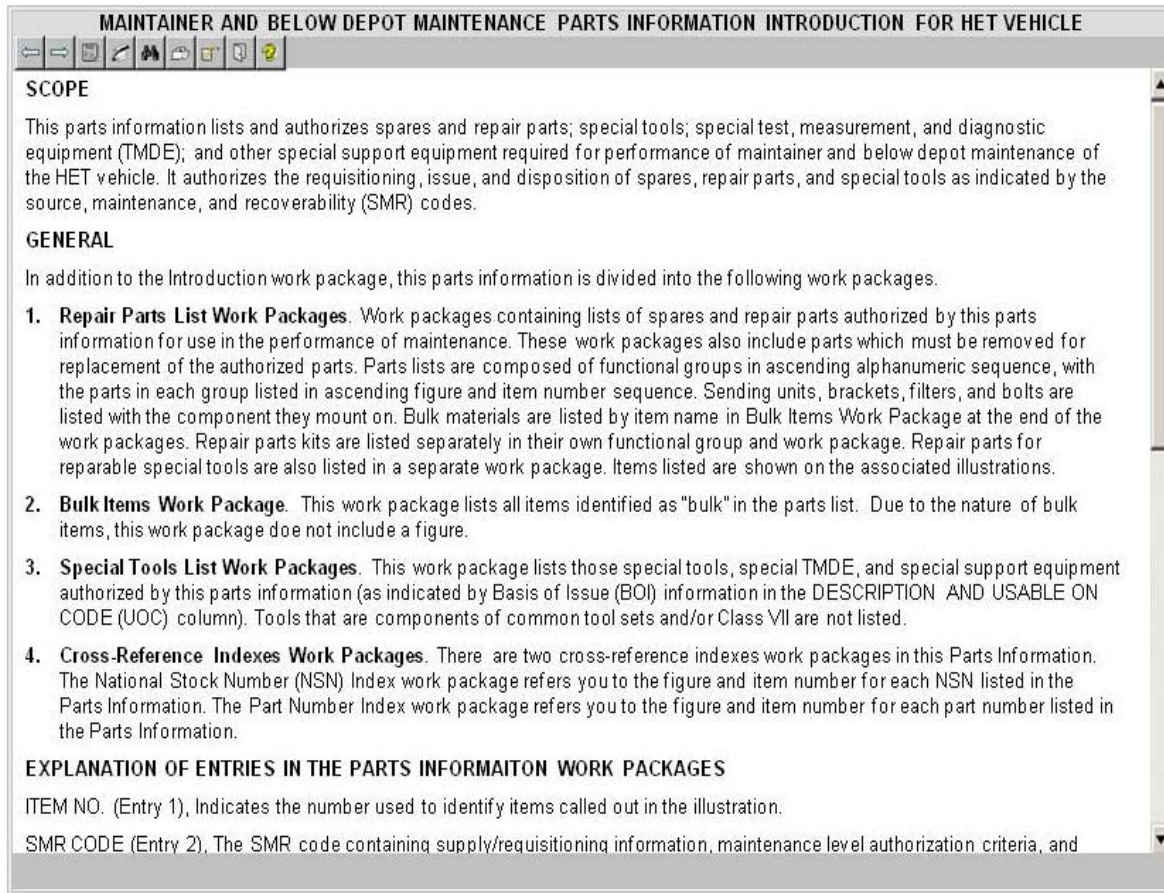 MAINTAINER AND BELOW DEPOT MAINTENANCE PARTS INFORMATION INTRODUCTION FOR HET VEHICLE
SCOPE
This parts information lists and authorizes spares and repair parts; special tools; special test, measurement, and diagnostic
equipment (TMDE); and other special support equipment required for performance of maintainer and below depot maintenance of
the HET vehicle. It authorizes the requisitioning, issue, and disposition of spares, repair parts, and special tools as indicated by the
source, maintenance, and recoverability (SMR) codes.
GENERAL
In addition to the Introduction work package, this parts information is divided into the following work packages.
1. Repair Parts List Work Packages. Work packages containing lists of spares and repair parts authorized by this parts
information for use in the performance of maintenance. These work packages also include parts which must be removed for
replacement of the authorized parts. Parts lists are composed of functional groups in ascending alphanumeric sequence, with
the parts in each group listed in ascending figure and item number sequence. Sending units, brackets, filters, and bolts are
listed with the component they mount on. Bulk materials are listed by item name in Bulk Items Work Package at the end of the
work packages. Repair parts kits are listed separately in their own functional group and work package. Repair parts for
reparable special tools are also listed in a separate work package. Items listed are shown on the associated illustrations.
2. Bulk Items Work Package. This work package lists all items identified as "bulk" in the parts list. Due to the nature of bulk
items, this work package doe not include a figure.
3. Special Tools List Work Packages. This work package lists those special tools, special TMDE, and special support equipment
authorized by this parts information (as indicated by Basis of Issue (BOI) information in the DESCRIPTION AND USABLE ON
CODE (UOC) column). Tools that are components of common tool sets and/or Class VII are not listed.
4. Cross-Reference Indexes Work Packages. There are two cross-reference indexes work packages in this Parts Information.
The National Stock Number (NSN) Index work package refers you to the figure and item number for each NSN listed in the
Parts Information. The Part Number Index work package refers you to the figure and item number for each part number listed in
the Parts Information.
EXPLANATION OF ENTRIES IN THE PARTS INFORMAITON WORK PACKAGES
ITEM NO. (Entry 1), Indicates the number used to identify items called out in the illustration.
SMR CODE (Entry 2), The SMR code containing supply/requisitioning information, maintenance level authorization criteria, and